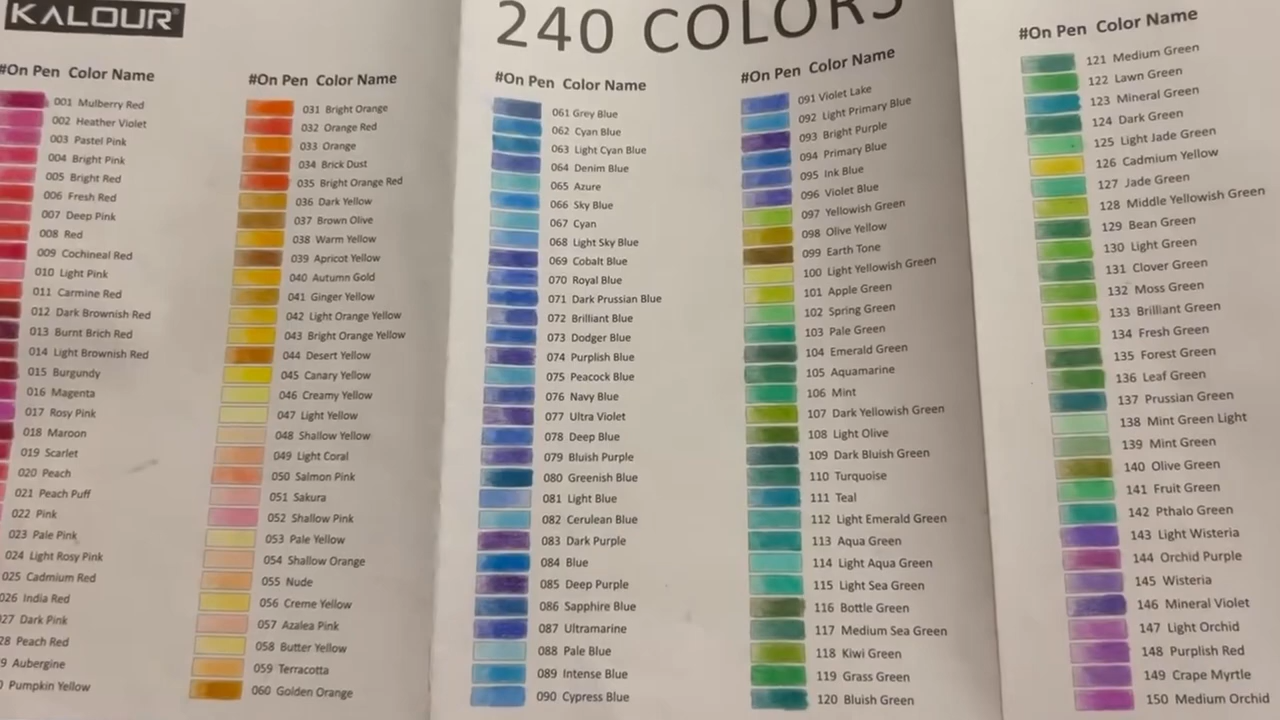 KALOUR®
240 COLORS
#On Pen Color Name
001 Mulberry Red
002 Heather Violet
003 Pastel Pink
004 Bright Pink
005 Bright Red
006 Fresh Red
007 Deep Pink
008 Red
009 Cochineal Red
010 Light Pink
011 Carmine Red
012 Dark Brownish Red
013 Burnt Brich Red
014 Light Brownish Red
015 Burgundy
016 Magenta
017 Rosy Pink
018 Maroon
019 Scarlet
020 Peach
021 Peach Puff
022 Pink
023 Pale Pink
024 Light Rosy Pink
025 Cadmium Red
026 India Red
27 Dark Pink
28 Peach Red
9 Aubergine
Pumpkin Yellow
#On Pen Color Name
031 Bright Orange
032 Orange Red
033 Orange
034 Brick Dust
035 Bright Orange Red
036 Dark Yellow
037 Brown Olive
038 Warm Yellow
039 Apricot Yellow
040 Autumn Gold
041 Ginger Yellow
042 Light Orange Yellow
043 Bright Orange Yellow
044 Desert Yellow
045 Canary Yellow
046 Creamy Yellow
047 Light Yellow
048 Shallow Yellow
049 Light Coral
050 Salmon Pink
051 Sakura
052 Shallow Pink
053 Pale Yellow
054 Shallow Orange
055 Nude
056 Creme Yellow
057 Azalea Pink
058 Butter Yellow
059 Terracotta
060 Golden Orange
#On Pen Color Name
061 Grey Blue
062 Cyan Blue
063 Light Cyan Blue
064 Denim Blue
065 Azure
066 Sky Blue
067 Cyan
068 Light Sky Blue
069 Cobalt Blue
070 Royal Blue
071 Dark Prussian Blue
072 Brilliant Blue
073 Dodger Blue
074 Purplish Blue
075 Peacock Blue
076 Navy Blue
077 Ultra Violet
078 Deep Blue
079 Bluish Purple
080 Greenish Blue
081 Light Blue
082 Cerulean Blue
083 Dark Purple
084 Blue
085 Deep Purple
086 Sapphire Blue
087 Ultramarine
088 Pale Blue
089 Intense Blue
090 Cypress Blue
#On Pen Color Name
091 Violet Lake
092 Light Primary Blue
093 Bright Purple
094 Primary Blue
095 Ink Blue
096 Violet Blue
097 Yellowish Green
098 Olive Yellow
099 Earth Tone
100 Light Yellowish Green
101 Apple Green
102 Spring Green
103 Pale Green
104 Emerald Green
105 Aquamarine
106 Mint
107 Dark Yellowish Green
108 Light Olive
109 Dark Bluish Green
110 Turquoise
111 Teal
112 Light Emerald Green
113 Aqua Green
114 Light Aqua Green
115 Light Sea Green
116 Bottle Green
117 Medium Sea Green
118 Kiwi Green
119 Grass Green
120 Bluish Green
#On Pen Color Name
121 Medium Green
122 Lawn Green
123 Mineral Green
124 Dark Green
125 Light Jade Green
126 Cadmium Yellow
127 Jade Green
128 Middle Yellowish Green
129 Bean Green
130 Light Green
131 Clover Green
132 Moss Green
133 Brilliant Green
134 Fresh Green
135 Forest Green
136 Leaf Green
137 Prussian Green
138 Mint Green Light
139 Mint Green
140 Olive Green
141 Fruit Green
142 Pthalo Green
143 Light Wisteria
144 Orchid Purple
145 Wisteria
146 Mineral Violet
147 Light Orchid
148 Purplish Red
149 Crape Myrtle
150 Medium Orchid